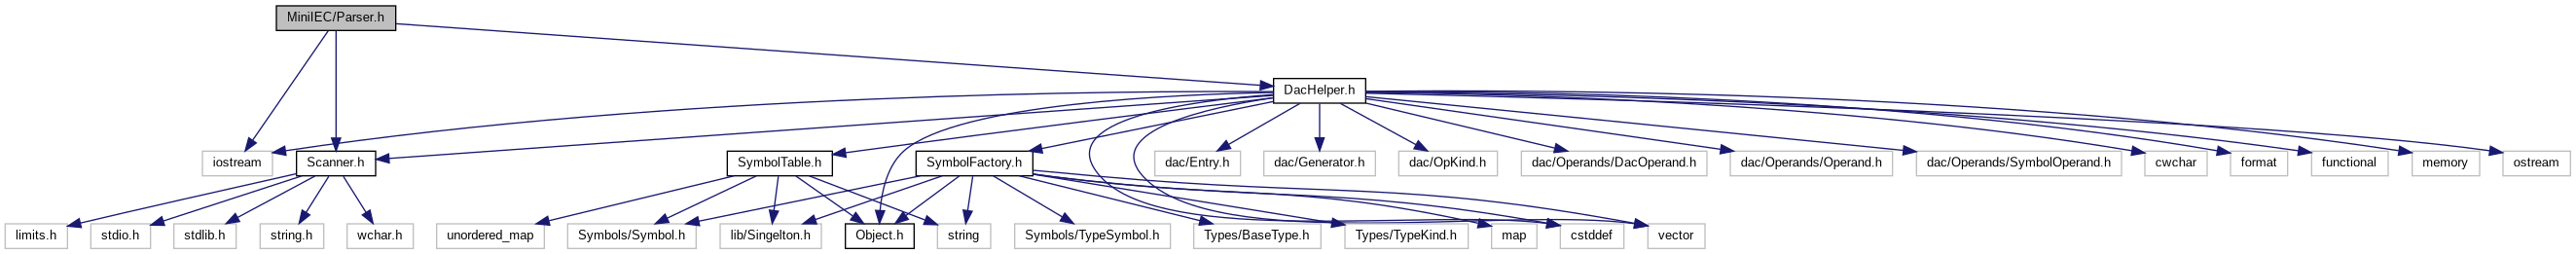 MiniIEC/Parser.h
DacHelper.h
iostream
Scanner.h
SymbolTable.h
SymbolFactory.h
dac/Entry.h
dac/Generator.h
dac/OpKind.h
dac/Operands/DacOperand.h
dac/Operands/Operand.h
dac/Operands/SymbolOperand.h
cwchar
format
functional
memory
ostream
limits.h
stdio.h
stdlib.h
string.h
wchar.h
unordered_map
Symbols/Symbol.h
lib/Singelton.h
Object.h
string
Symbols/TypeSymbol.h
Types/BaseType.h
Types/TypeKind.h
map
cstddef
vector